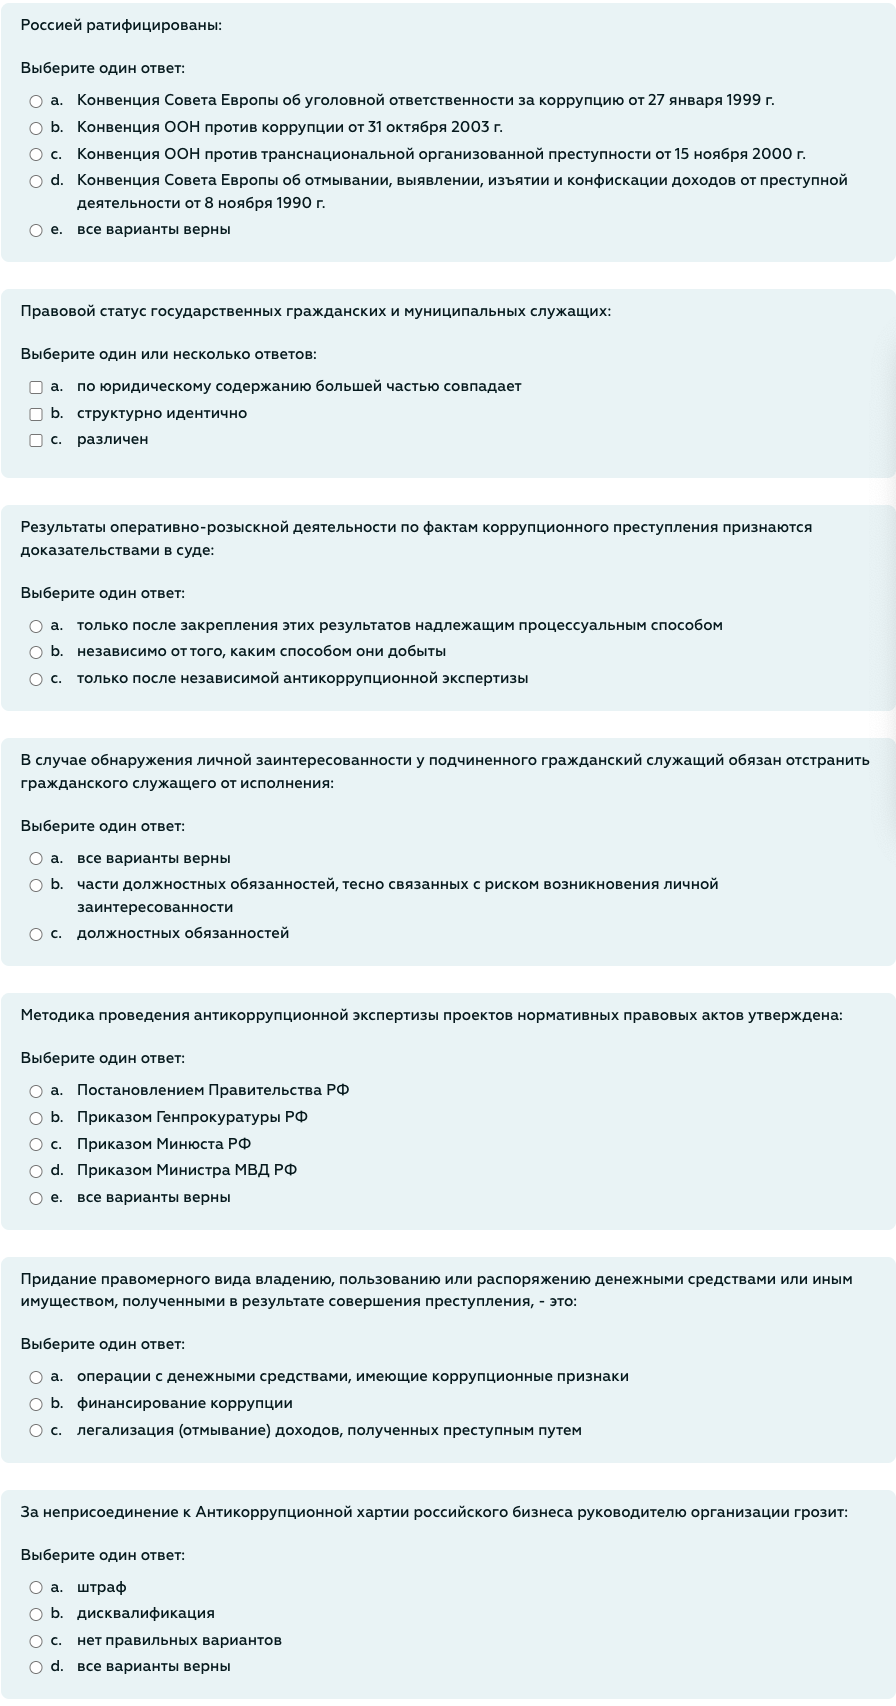 Россией ратифицированы:
Выберите один ответ:
a. Конвенция Совета Европы об уголовной ответственности за коррупцию от 27 января 1999 г.
b. Конвенция ООН против коррупции от 31 октября 2003 г.
c. Конвенция ООН против транснациональной организованной преступности от 15 ноября 2000 г.
d. Конвенция Совета Европы об отмывании, выявлении, изъятии и конфискации доходов от преступной
деятельности от 8 ноября 1990 г.
e. все варианты верны
Правовой статус государственных гражданских и муниципальных служащих:
Выберите один или несколько ответов:
a. по юридическому содержанию большей частью совпадает
b. структурно идентично
c. различен
Результаты оперативно-розыскной деятельности по фактам коррупционного преступления признаются
доказательствами в суде:
Выберите один ответ:
a. только после закрепления этих результатов надлежащим процессуальным способом
b. независимо от того, каким способом они добыты
c. только после независимой антикоррупционной экспертизы
В случае обнаружения личной заинтересованности у подчиненного гражданский служащий обязан отстранить
гражданского служащего от исполнения:
Выберите один ответ:
a. все варианты верны
b. части должностных обязанностей, тесно связанных с риском возникновения личной
заинтересованности
c. должностных обязанностей
Методика проведения антикоррупционной экспертизы проектов нормативных правовых актов утверждена:
Выберите один ответ:
a. Постановлением Правительства РФ
b. Приказом Генпрокуратуры РФ
c. Приказом Минюста РФ
d. Приказом Министра МВД РФ
e. все варианты верны
Придание правомерного вида владению, пользованию или распоряжению денежными средствами или иным
имуществом, полученными в результате совершения преступления, - это:
Выберите один ответ:
a. операции с денежными средствами, имеющие коррупционные признаки
b. финансирование коррупции
c. легализация (отмывание) доходов, полученных преступным путем
За неприсоединение к Антикоррупционной хартии российского бизнеса руководителю организации грозит:
Выберите один ответ:
a. штраф
b. дисквалификация
c. нет правильных вариантов
d. все варианты верны